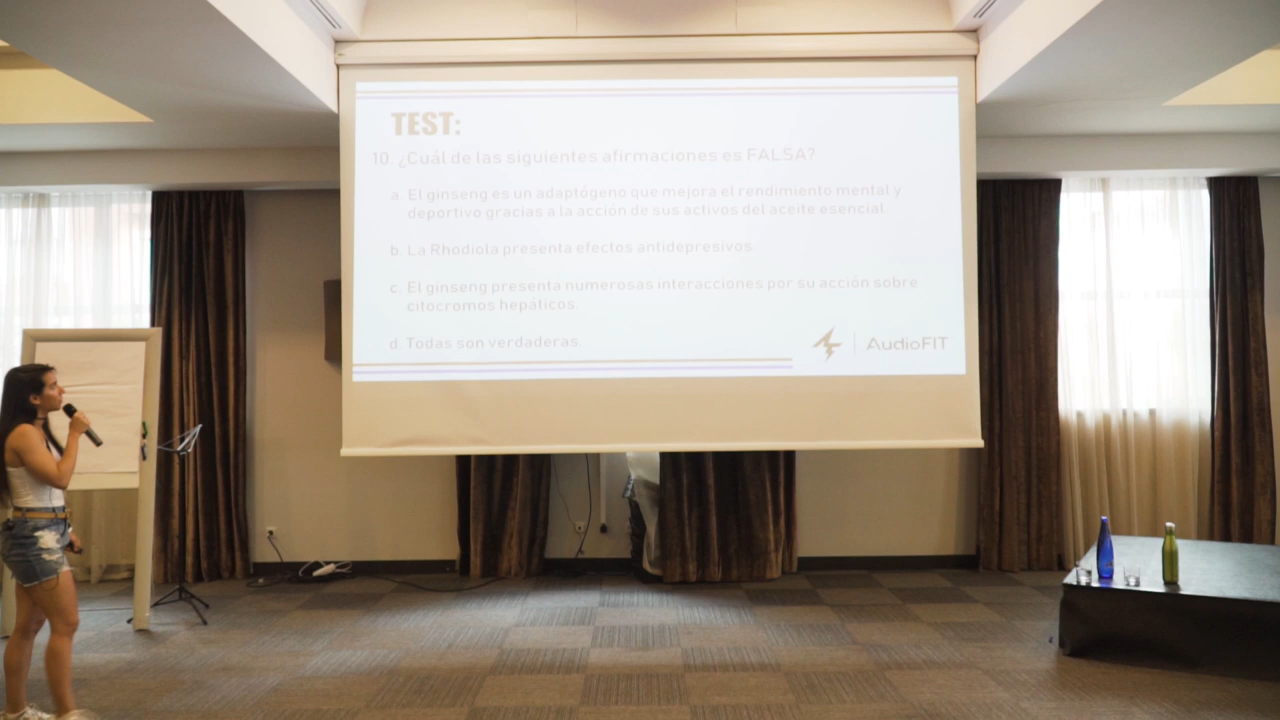 TEST:
10. ¿Cuál de las siguientes afirmaciones es FALSA?
a. El ginseng es un adaptógeno que mejora el rendimiento mental y
deportivo gracias a la acción de sus activos del aceite esencial.
b. La Rhodiola presenta efectos antidepresivos.
c. El ginseng presenta numerosas interacciones por su acción sobre
citocromos hepáticos.
d. Todas son verdaderas.
AudioFIT